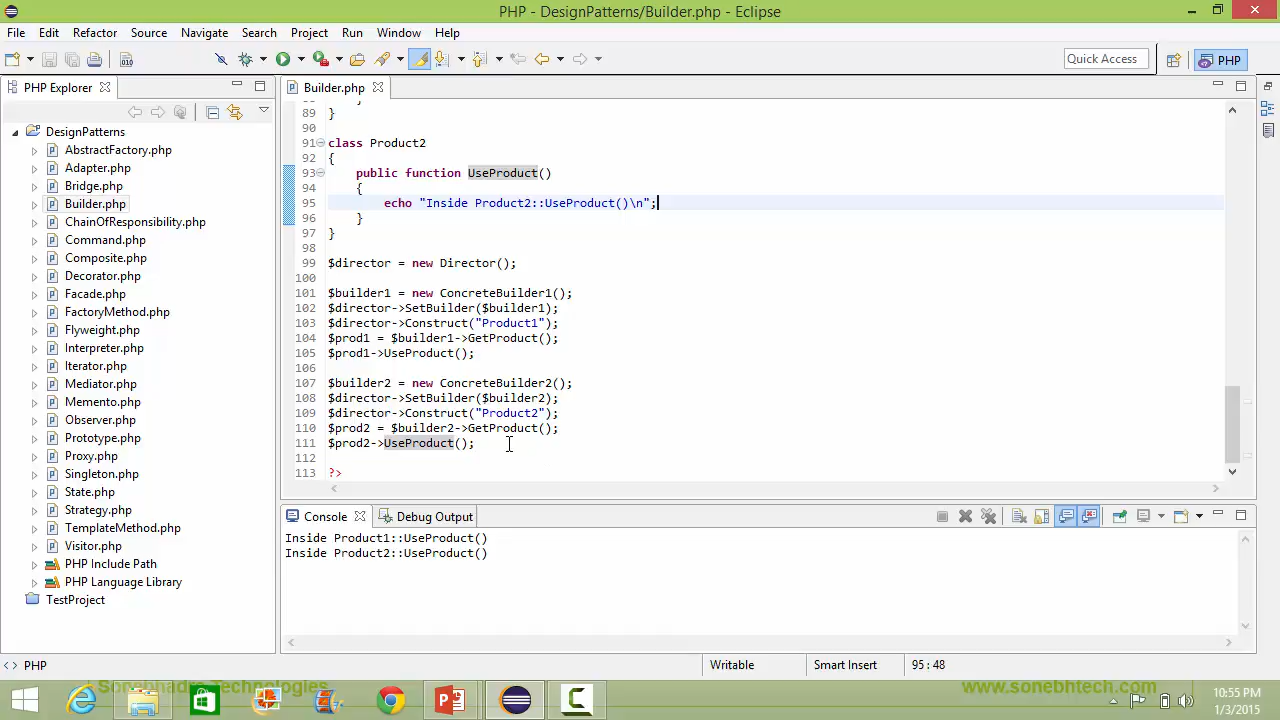 PHP - DesignPatterns/Builder.php - Eclipse
File Edit Refactor Source Navigate Search Project Run Window Help
Quick Access
PHP
PHP Explorer
Builder.php
DesignPatterns
AbstractFactory.php
Adapter.php
Bridge.php
Builder.php
ChainOfResponsibility.php
Command.php
Composite.php
Decorator.php
Facade.php
FactoryMethod.php
Flyweight.php
Interpreter.php
Iterator.php
Mediator.php
Memento.php
Observer.php
Prototype.php
Proxy.php
Singleton.php
State.php
Strategy.php
TemplateMethod.php
Visitor.php
PHP Include Path
PHP Language Library
TestProject
89 }
90
91 class Product2
92 {
93 public function UseProduct()
94 {
95 echo "Inside Product2::UseProduct()\n";
96 }
97 }
98
99 $director = new Director();
100
101 $builder1 = new ConcreteBuilder1();
102 $director->SetBuilder($builder1);
103 $director->Construct("Product1");
104 $prod1 = $builder1->GetProduct();
105 $prod1->UseProduct();
106
107 $builder2 = new ConcreteBuilder2();
108 $director->SetBuilder($builder2);
109 $director->Construct("Product2");
110 $prod2 = $builder2->GetProduct();
111 $prod2->UseProduct();
112
113 ?>
Console Debug Output
Inside Product1::UseProduct()
Inside Product2::UseProduct()
PHP Writable Smart Insert 95 : 48
Sonebhadra Technologies
www.sonebhtech.com
10:55 PM
1/3/2015